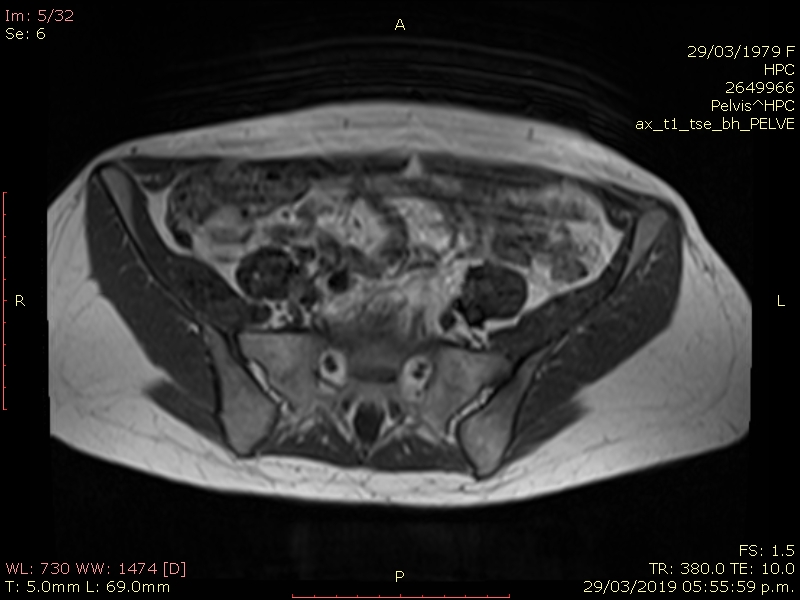 Im: 5/32
Se: 6
A
29/03/1979 F
HPC
2649966
Pelvis^HPC
ax_t1_tse_bh_PELVE
R
L
WL: 730 WW: 1474 [D]
T: 5.0mm L: 69.0mm
P
FS: 1.5
TR: 380.0 TE: 10.0
29/03/2019 05:55:59 p.m.